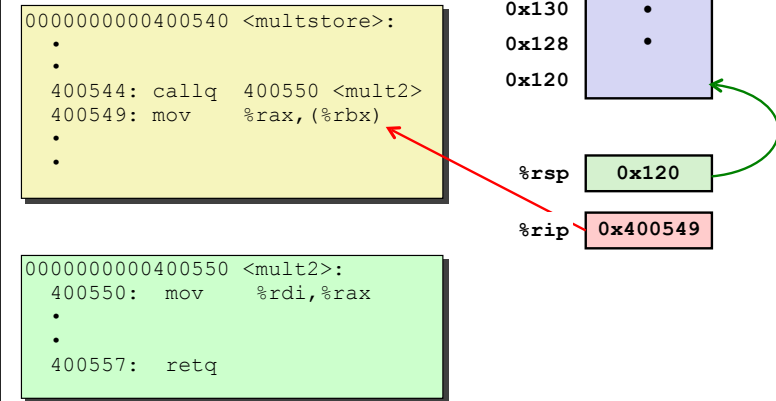 0000000000400540 <multstore>:
•
•
400544: callq 400550 <mult2>
400549: mov %rax,(%rbx)
•
•
0x130 •
0x128 •
0x120
%rsp 0x120
%rip 0x400549
0000000000400550 <mult2>:
400550: mov %rdi,%rax
•
•
400557: retq